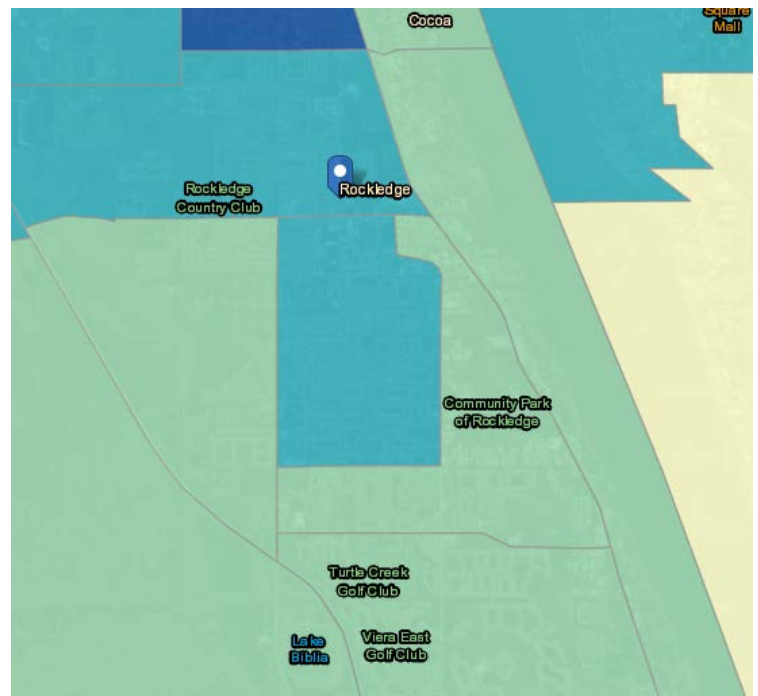 Cocoa
Square
Mall
Rockledge
Rockledge
Country Club
Community Park
of Rockledge
Turtle Creek
Golf Club
Lake
Biblia
Viera East
Golf Club